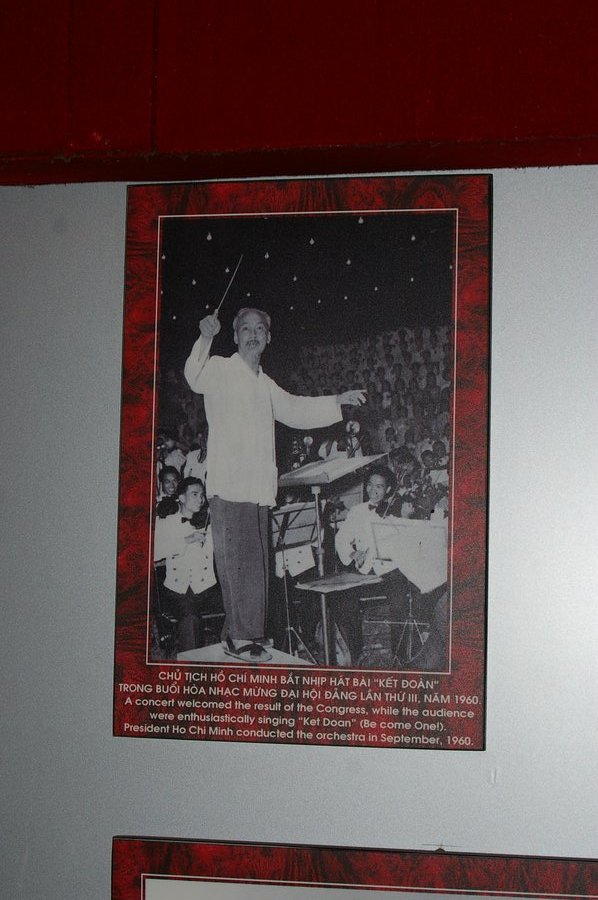 CHỦ TỊCH HỒ CHÍ MINH BẮT NHỊP HÁT BÀI "KẾT ĐOÀN"
TRONG BUỔI HÒA NHẠC MỪNG ĐẠI HỘI ĐẢNG LẦN THỨ III, NĂM 1960.
A concert welcomed the result of the Congress, while the audience
were enthusiastically singing "Ket Doan" (Be come One!).
President Ho Chi Minh conducted the orchestra in September, 1960.